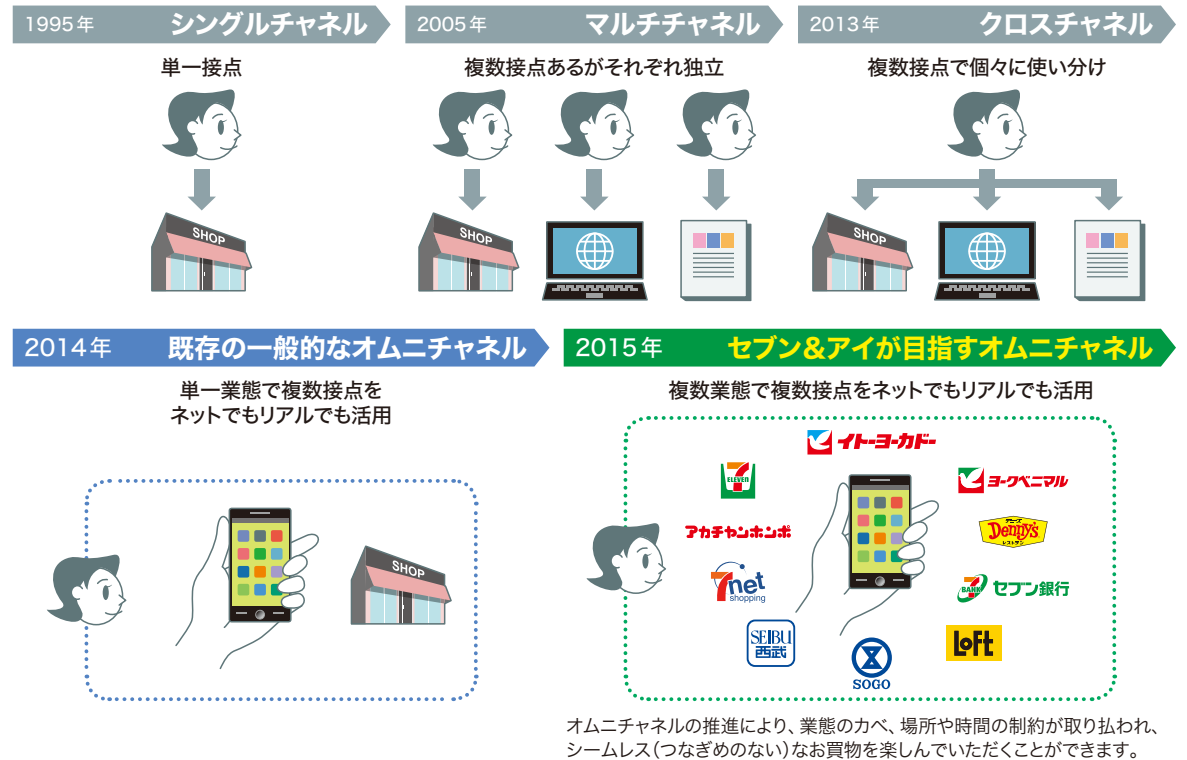 1995年 シングルチャネル
単一接点
SHOP
2005年 マルチチャネル
複数接点あるがそれぞれ独立
SHOP
2013年 クロスチャネル
複数接点で個々に使い分け
SHOP
2014年 既存の一般的なオムニチャネル
単一業態で複数接点を
ネットでもリアルでも活用
SHOP
2015年 セブン&アイが目指すオムニチャネル
複数業態で複数接点をネットでもリアルでも活用
イトーヨーカドー
7
ELEVEN
ヨークベニマル
アカチャンホンポ
デニーズ
Denny's
レストラン
7net
shopping
7
BANK
セブン銀行
SEIBU
西武
SOGO
LoFt
オムニチャネルの推進により、業態のカベ、場所や時間の制約が取り払われ、
シームレス(つなぎめのない)なお買物を楽しんでいただくことができます。